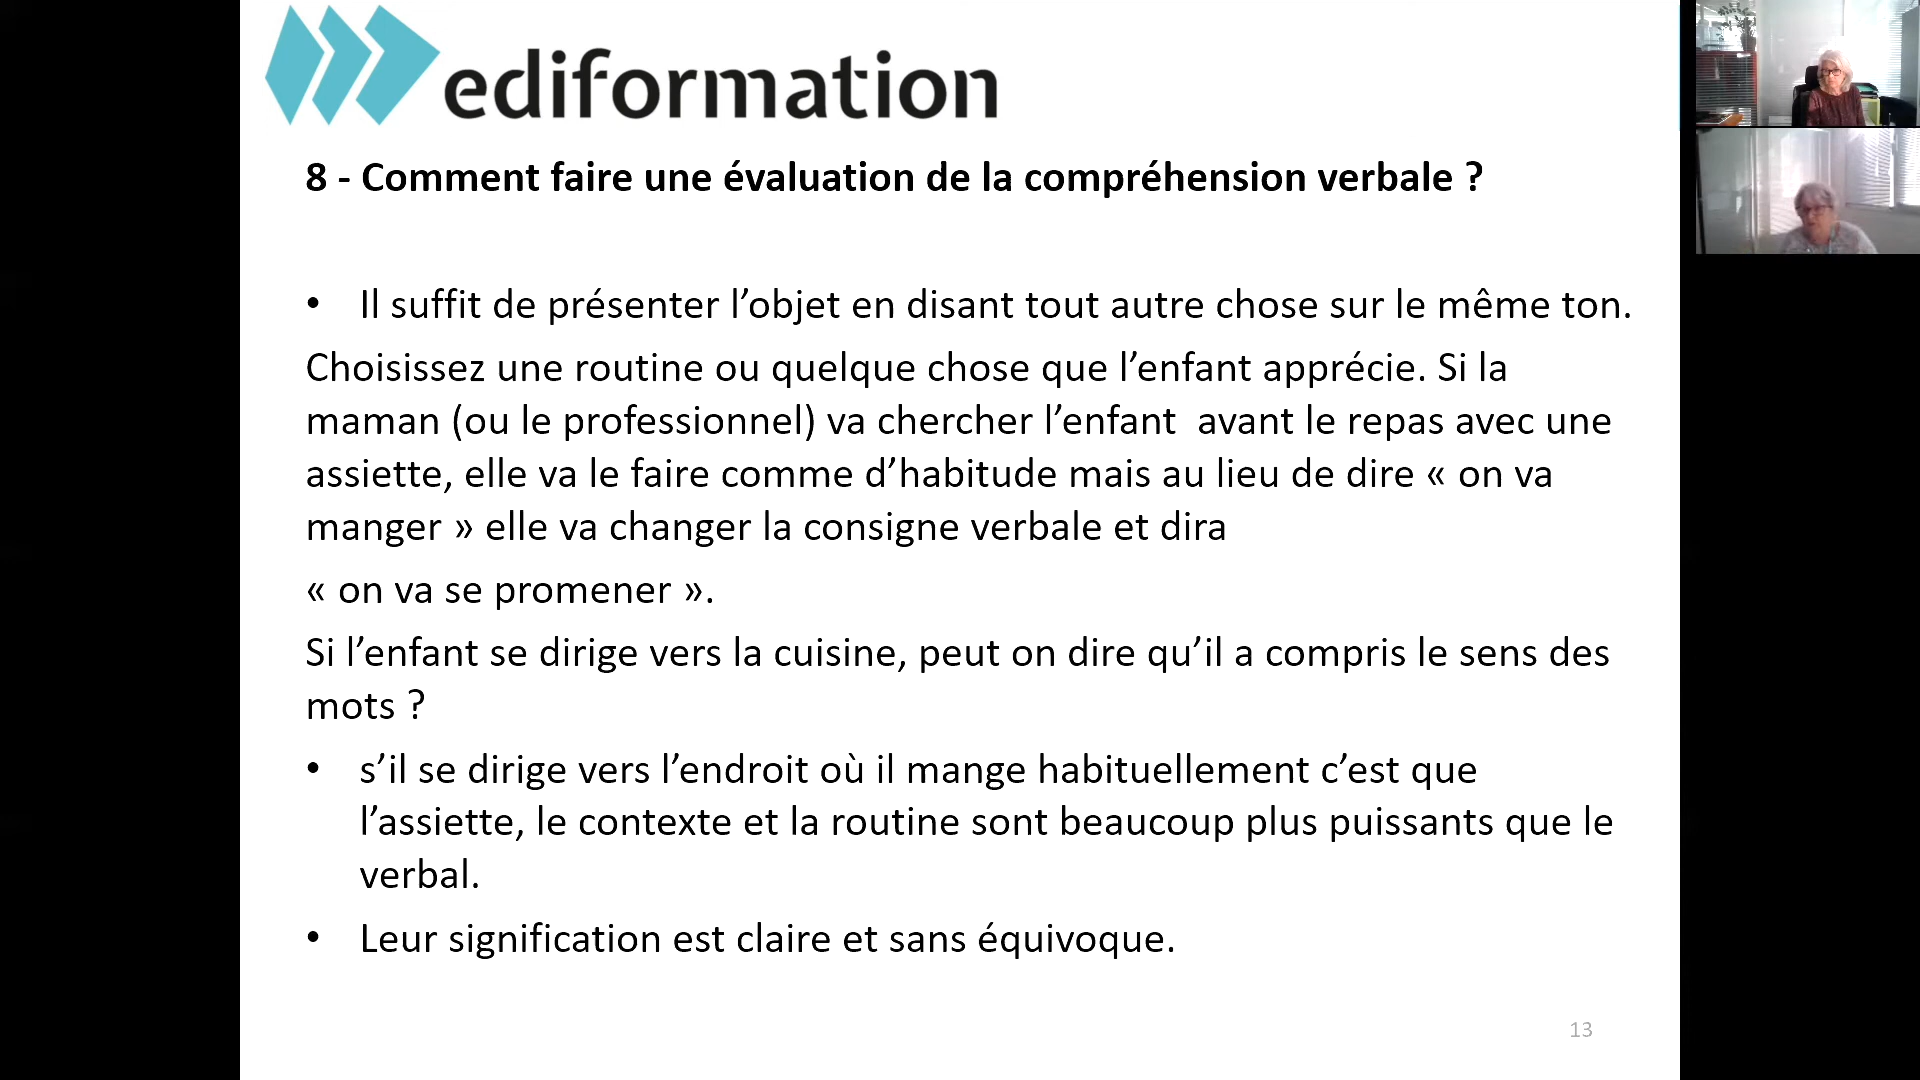 ediformation
8 - Comment faire une évaluation de la compréhension verbale ?
• Il suffit de présenter l’objet en disant tout autre chose sur le même ton.
Choisissez une routine ou quelque chose que l’enfant apprécie. Si la
maman (ou le professionnel) va chercher l’enfant  avant le repas avec une
assiette, elle va le faire comme d’habitude mais au lieu de dire « on va
manger » elle va changer la consigne verbale et dira
« on va se promener ».
Si l’enfant se dirige vers la cuisine, peut on dire qu’il a compris le sens des
mots ?
• s’il se dirige vers l’endroit où il mange habituellement c’est que
l’assiette, le contexte et la routine sont beaucoup plus puissants que le
verbal.
• Leur signification est claire et sans équivoque.
13